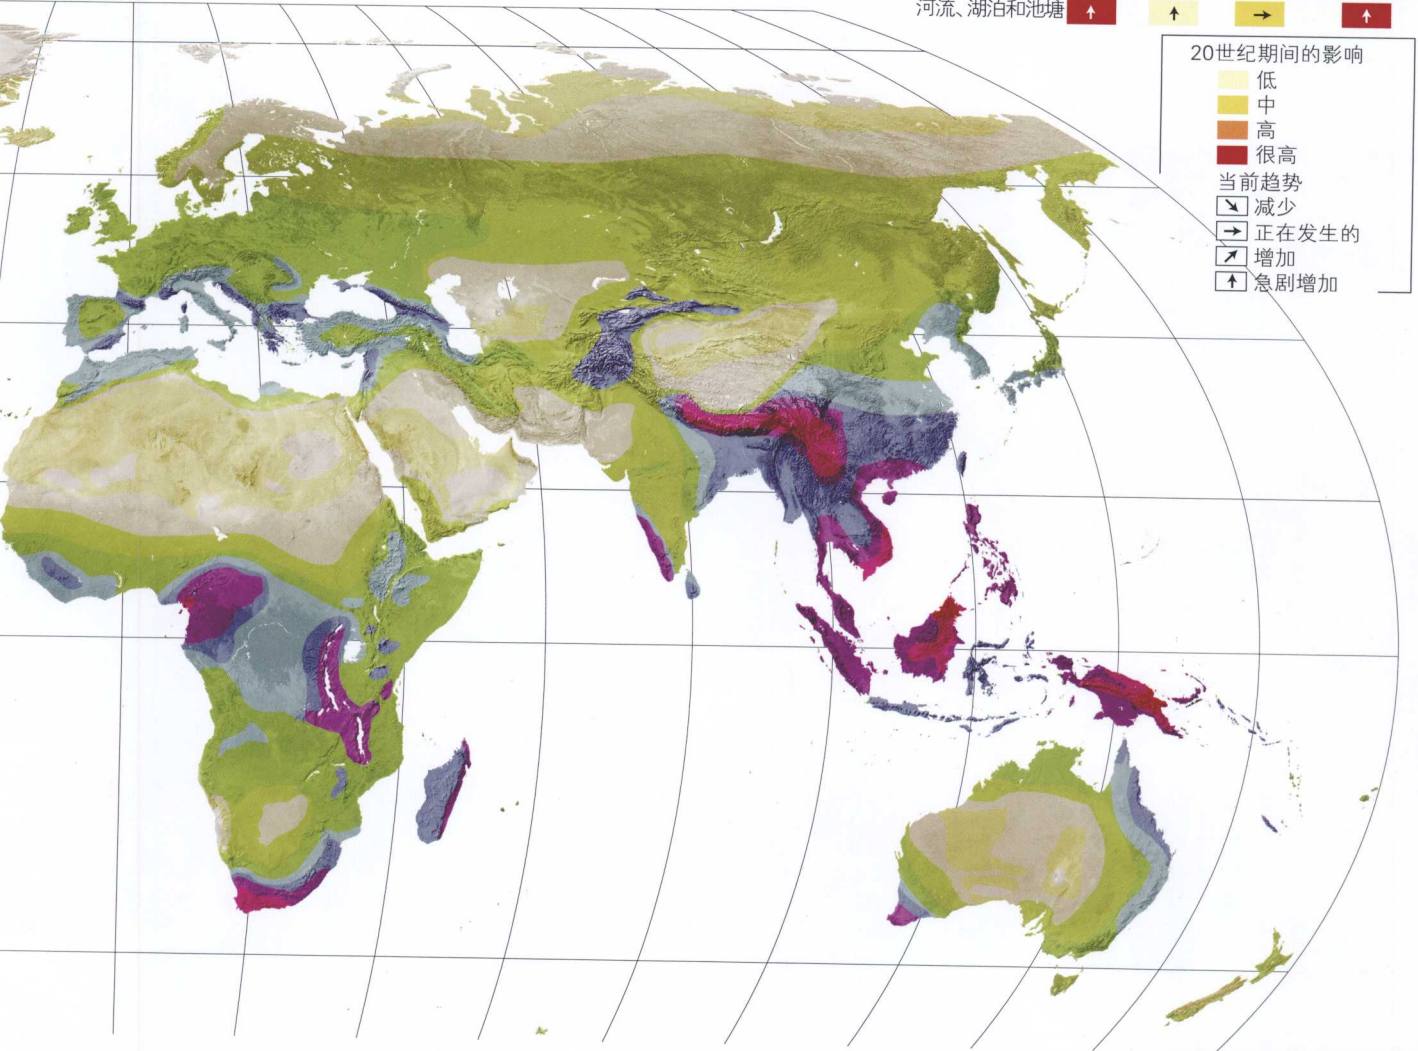 河流、湖泊和池塘
20世纪期间的影响
低
中
高
很高
当前趋势
减少
正在发生的
增加
急剧增加